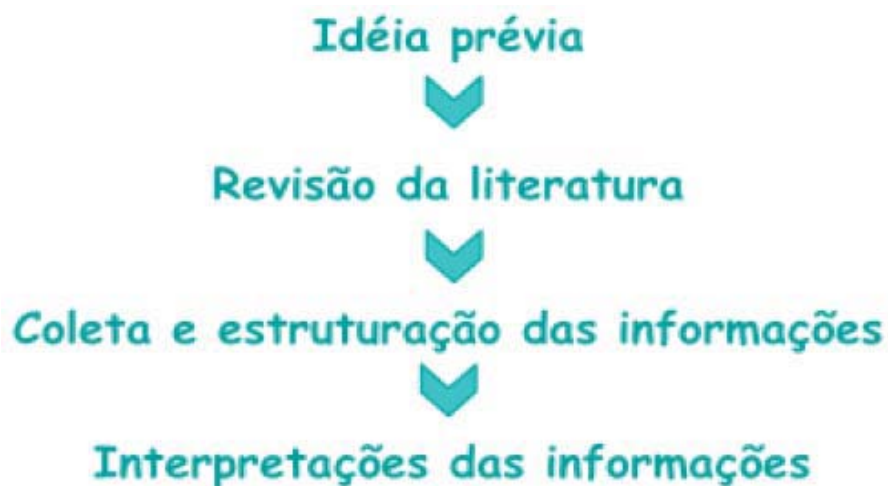 Idéia prévia
Revisão da literatura
Coleta e estruturação das informações
Interpretações das informações